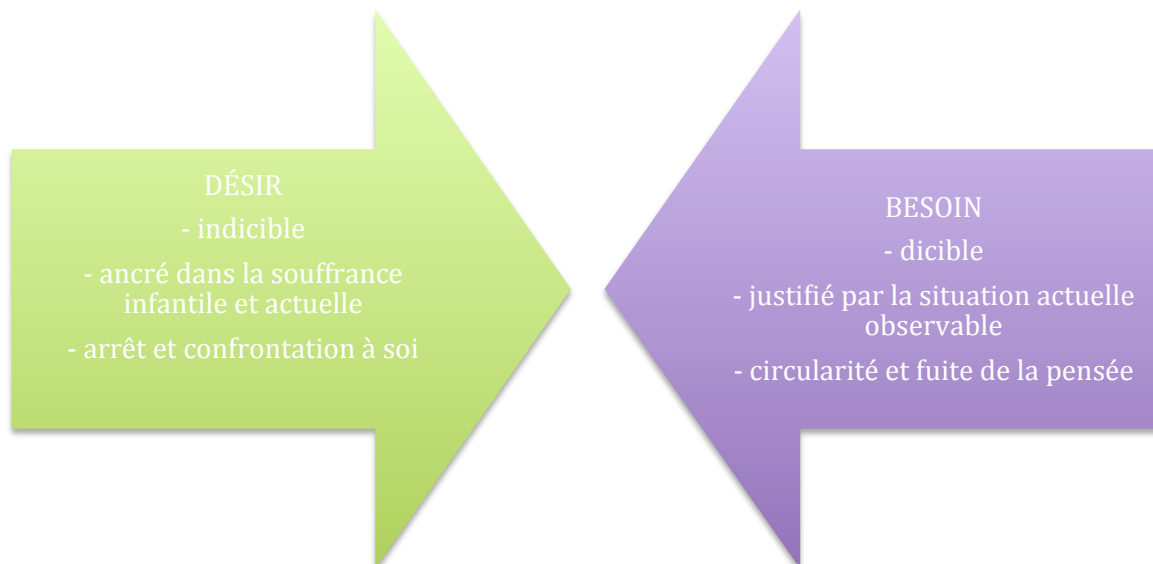 DÉSIR
- indicible
- ancré dans la souffrance
infantile et actuelle
- arrêt et confrontation à soi
BESOIN
- dicible
- justifié par la situation actuelle
observable
- circularité et fuite de la pensée